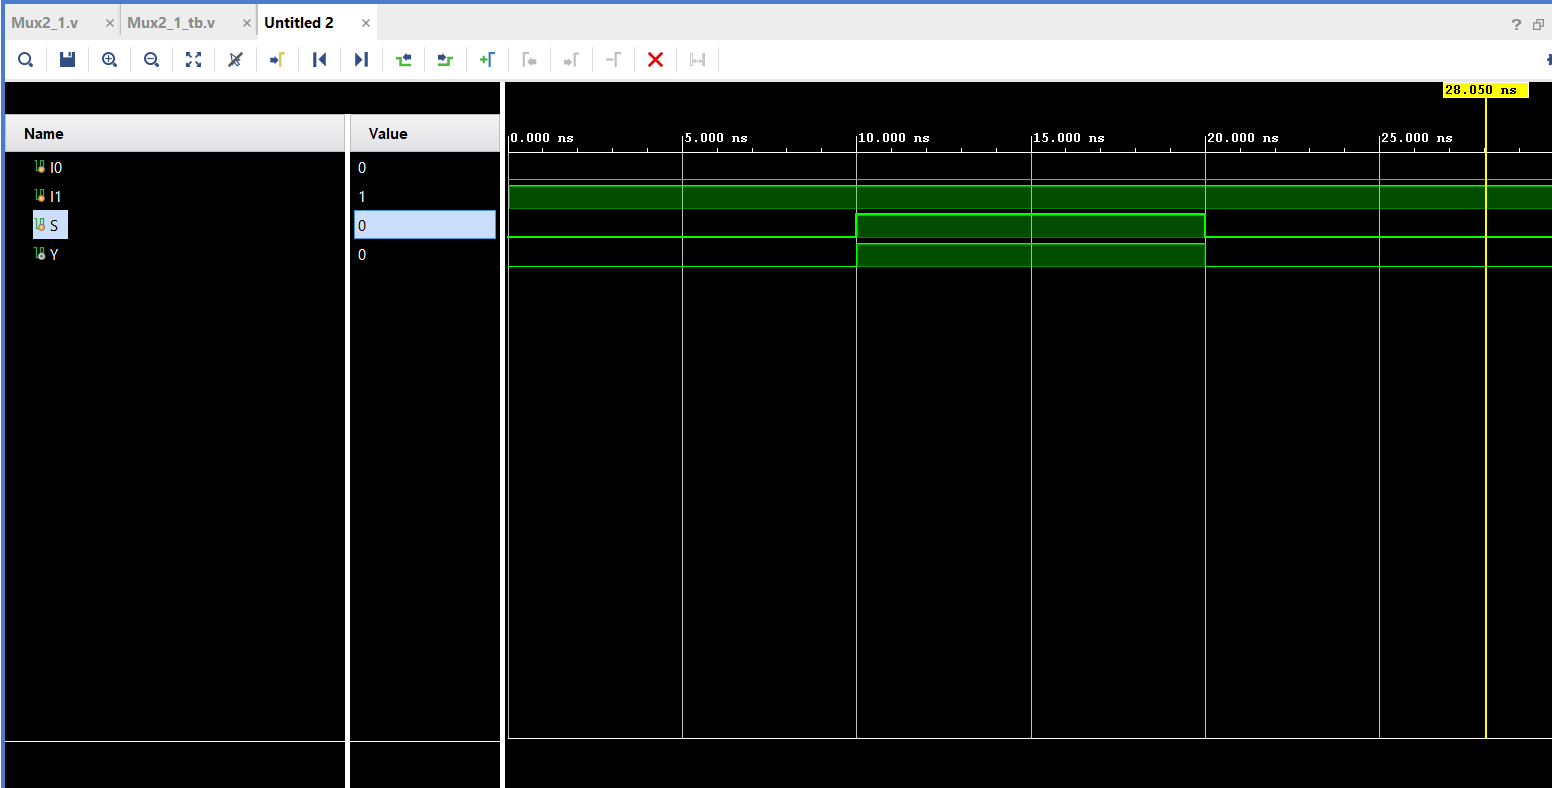 Mux2_1.v × Mux2_1_tb.v × Untitled 2 ×
?
28.050 ns
Name Value
0.000 ns 5.000 ns 10.000 ns 15.000 ns 20.000 ns 25.000 ns
I0 0
I1 1
S 0
Y 0